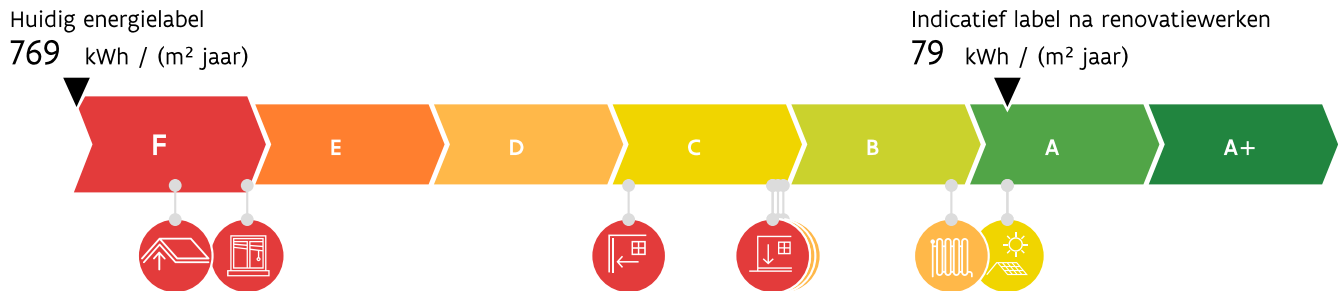 Huidig energielabel
769 kWh / (m² jaar)
Indicatief label na renovatiewerken
79 kWh / (m² jaar)
F E D C B A A+